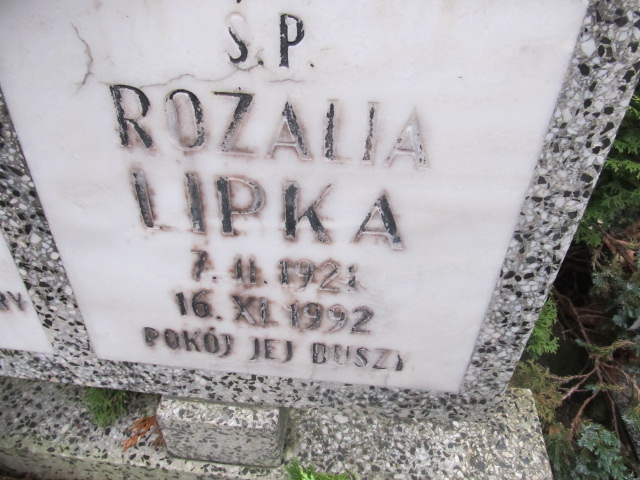 Ś.P
ROZALIA
LIPKA
7.II.1921
16.XI.1992
POKÓJ JEJ DUSZY